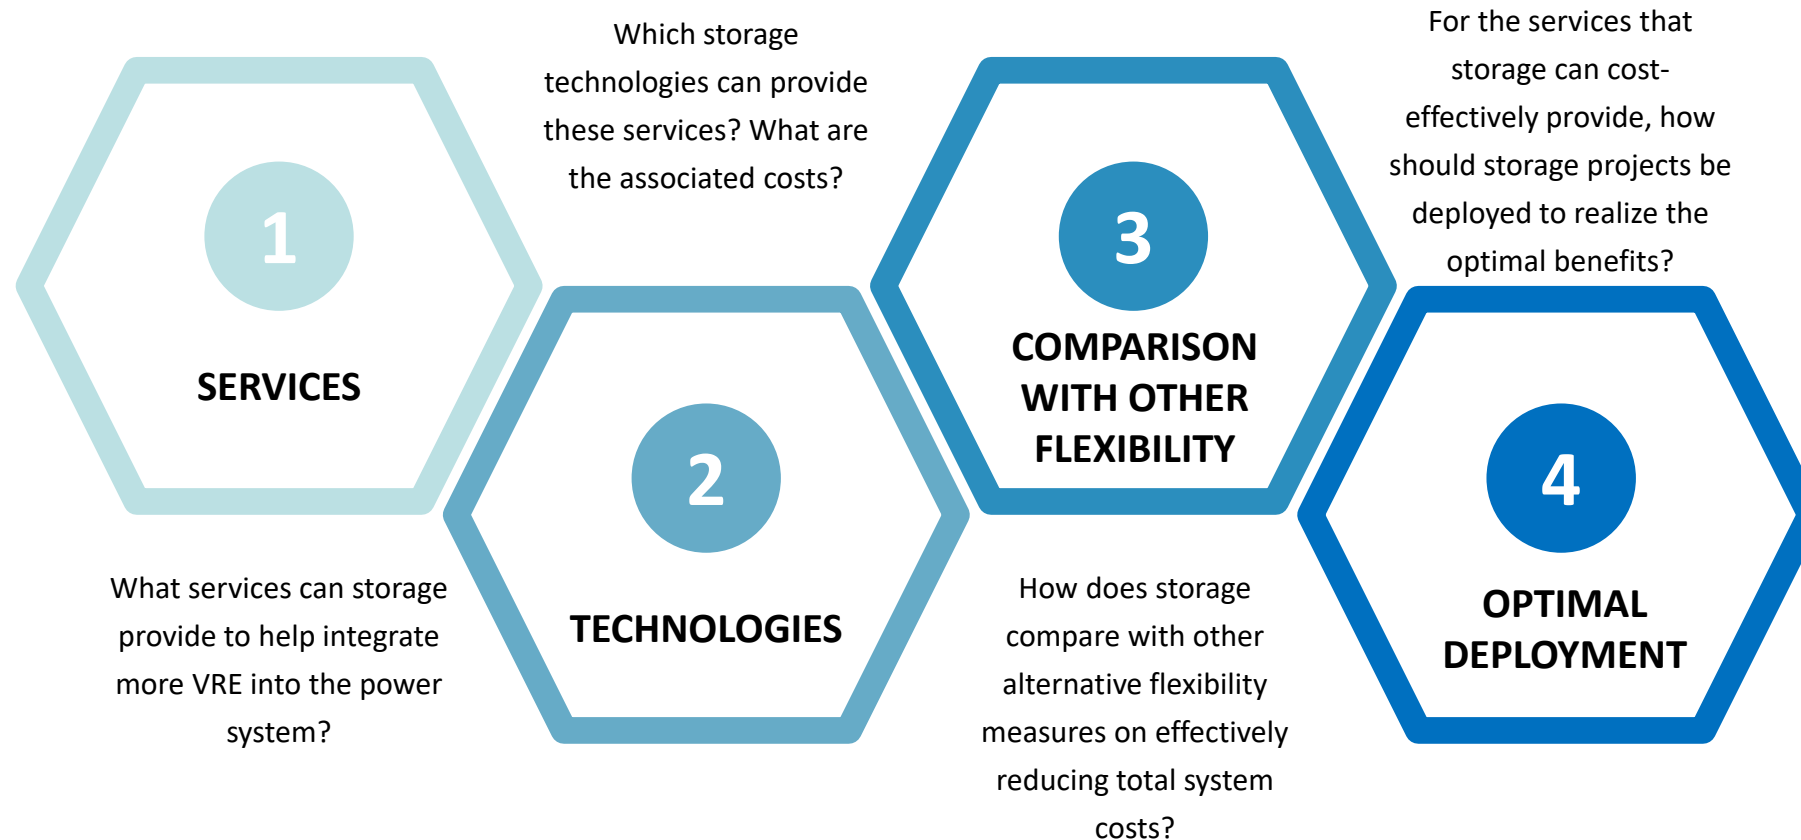 1
SERVICES
What services can storage
provide to help integrate
more VRE into the power
system?
Which storage
technologies can provide
these services? What are
the associated costs?
2
TECHNOLOGIES
3
COMPARISON
WITH OTHER
FLEXIBILITY
How does storage
compare with other
alternative flexibility
measures on effectively
reducing total system
costs?
For the services that
storage can cost-
effectively provide, how
should storage projects be
deployed to realize the
optimal benefits?
4
OPTIMAL
DEPLOYMENT